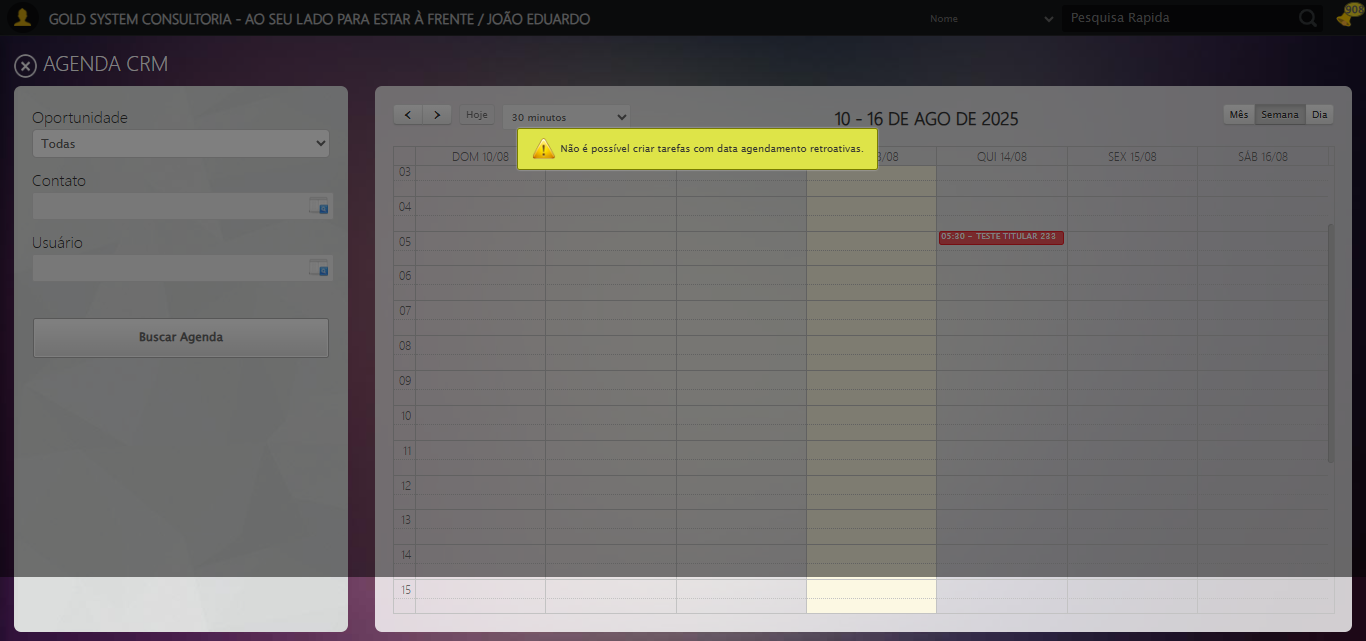 GOLD SYSTEM CONSULTORIA - AO SEU LADO PARA ESTAR À FRENTE / JOÃO EDUARDO
Nome
Pesquisa Rapida
908
AGENDA CRM
Oportunidade
Todas
Contato
Usuário
Buscar Agenda
Hoje
30 minutos
10 - 16 DE AGO DE 2025
Mês
Semana
Dia
Não é possível criar tarefas com data agendamento retroativas.
DOM 10/08
3/08
QUI 14/08
SEX 15/08
SÁB 16/08
03
04
05
05:30 - TESTE TITULAR 233
06
07
08
09
10
11
12
13
14
15